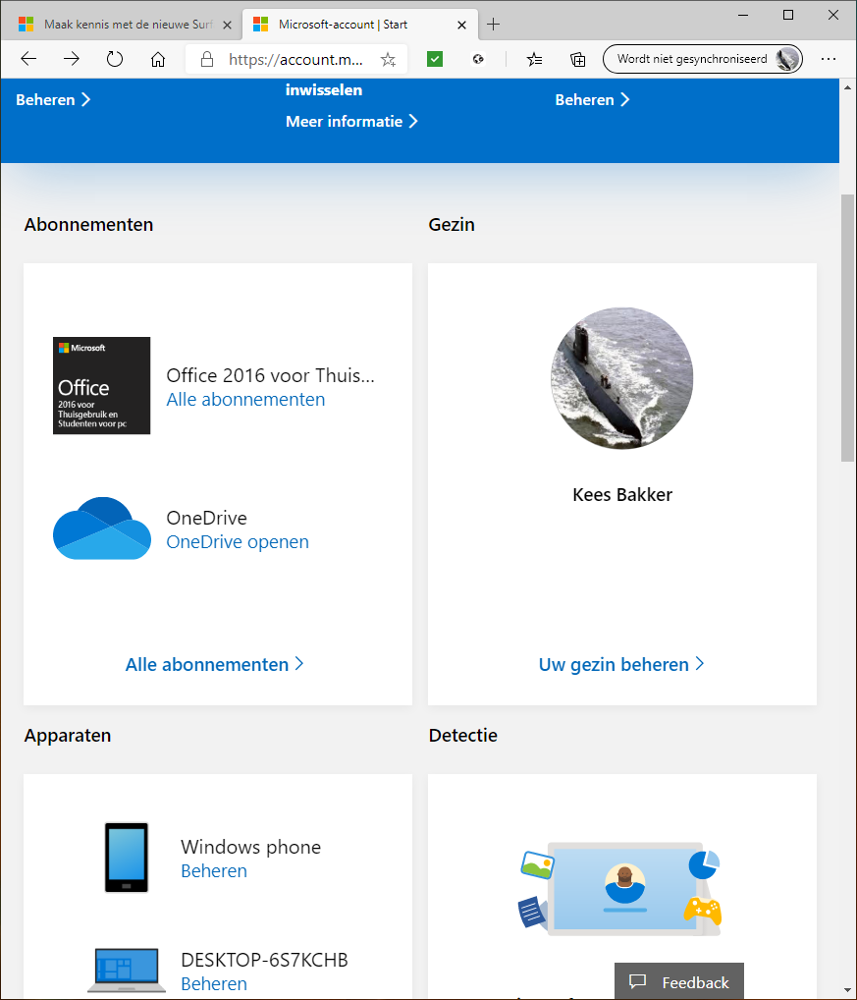 Maak kennis met de nieuwe Surf
Microsoft-account | Start
https://account.m...
Wordt niet gesynchroniseerd
Beheren
inwisselen
Meer informatie
Beheren
Abonnementen
Gezin
Microsoft
Office
2016 voor
Thuisgebruik en
Studenten voor pc
Office 2016 voor Thuis...
Alle abonnementen
OneDrive
OneDrive openen
Alle abonnementen
Kees Bakker
Uw gezin beheren
Apparaten
Detectie
Windows phone
Beheren
DESKTOP-6S7KCHB
Beheren
Feedback